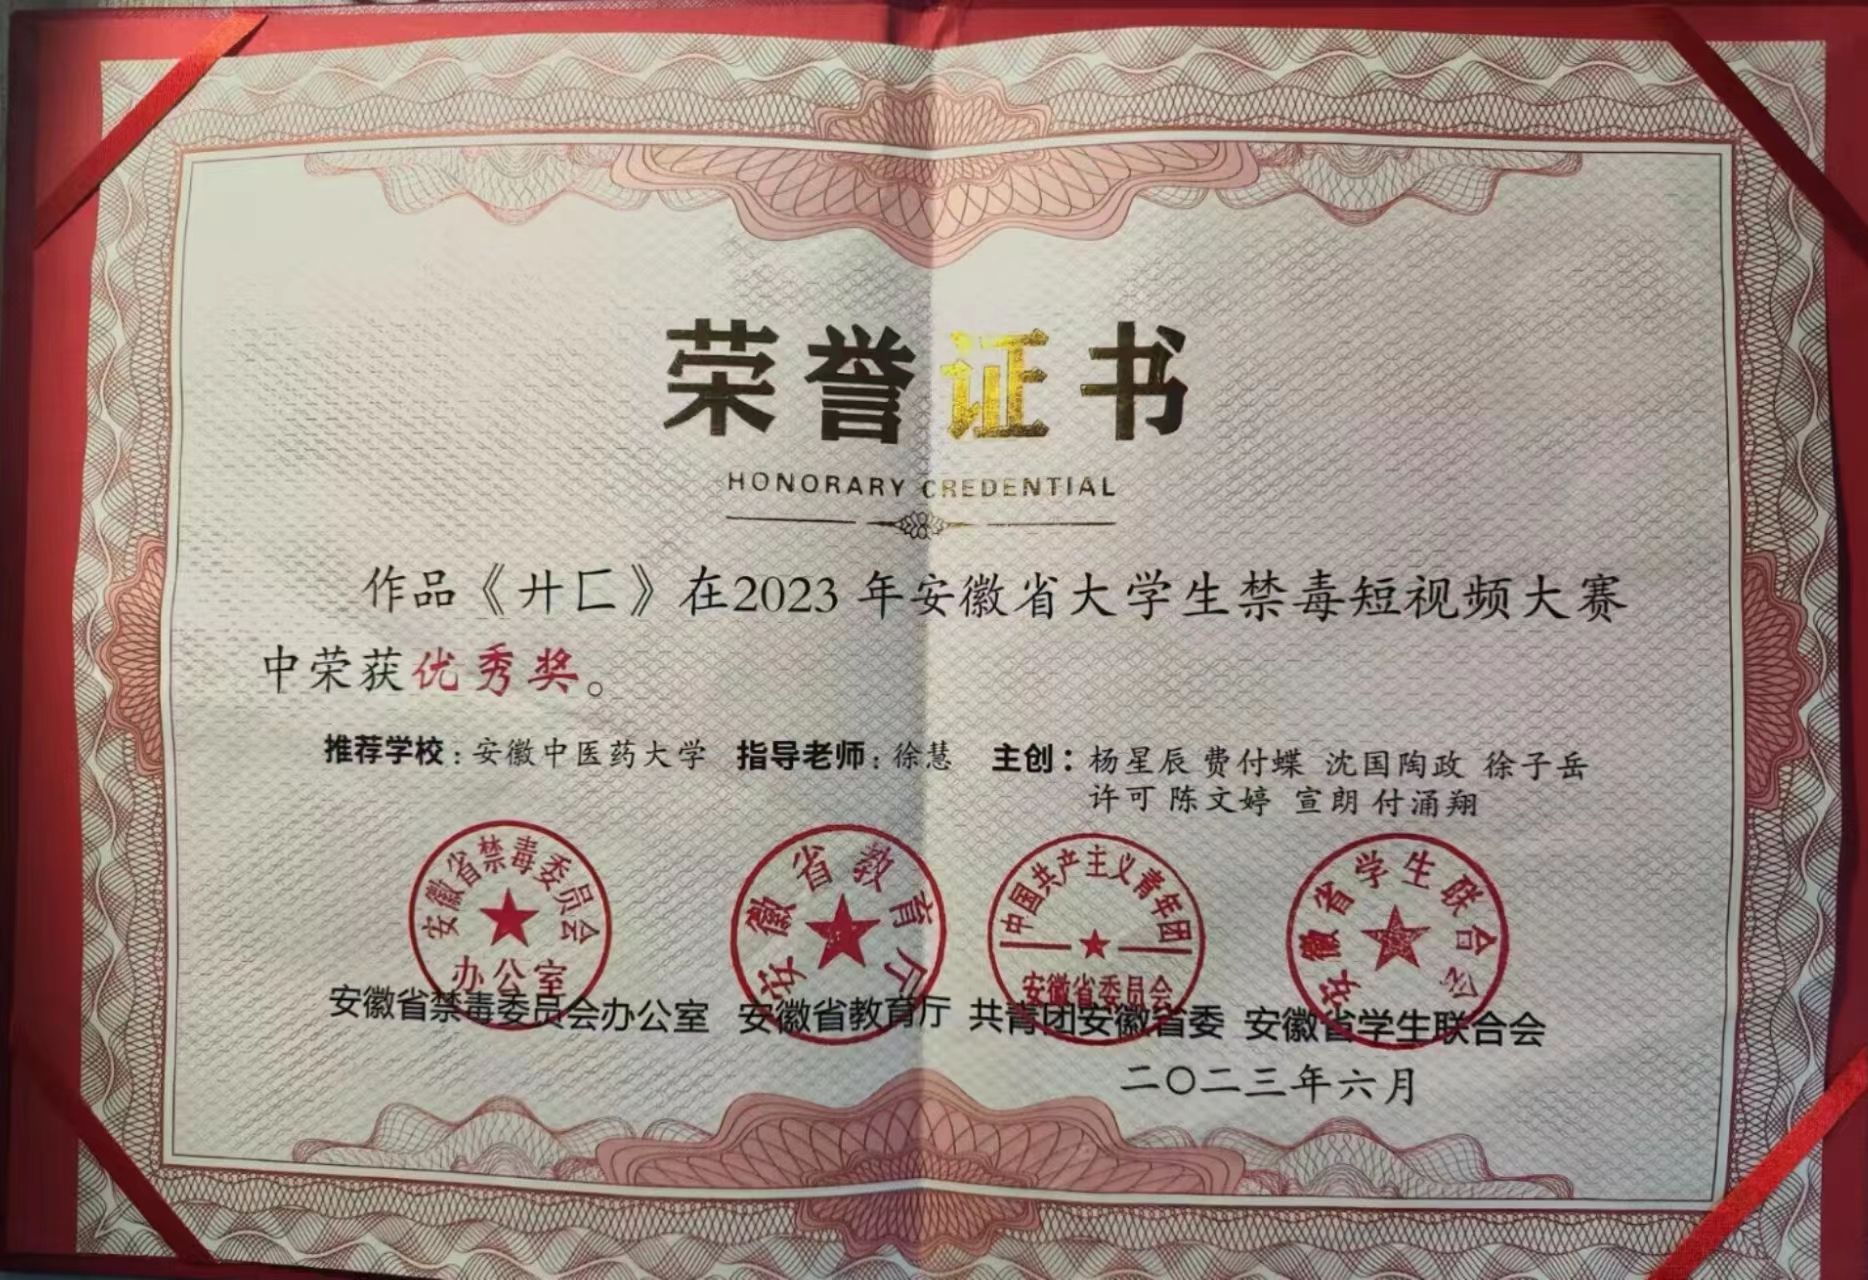 荣誉证书
HONORARY CREDENTIAL
作品《廾匚》在2023年安徽省大学生禁毒短视频大赛
中荣获优秀奖。
推荐学校：安徽中医药大学 指导老师：徐慧 主创：杨星辰 费付蝶 沈国陶政 徐子岳
许可 陈文婷 宣朗 付涌翔
安徽省禁毒委员会
办公室
安徽省教育厅
中国共产主义青年团
安徽省委员会
安徽省学生联合会
安徽省禁毒委员会办公室 安徽省教育厅 共青团安徽省委 安徽省学生联合会
二〇二三年六月